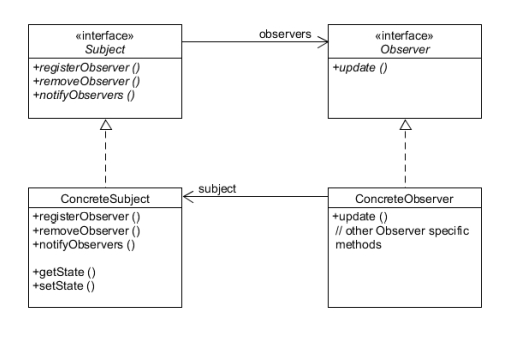 «interface»
Subject
+registerObserver ()
+removeObserver ()
+notifyObservers ()
observers
«interface»
Observer
+update ()
ConcreteSubject
+registerObserver ()
+removeObserver ()
+notifyObservers ()
+getState ()
+setState ()
subject
ConcreteObserver
+update ()
// other Observer specific
methods